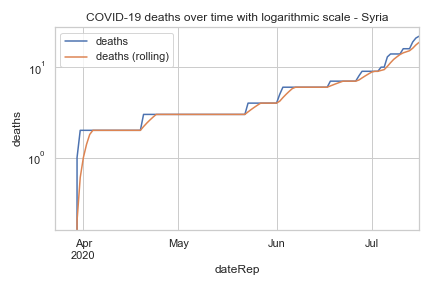 COVID-19 deaths over time with logarithmic scale - Syria
deaths
deaths (rolling)
10¹
10⁰
deaths
Apr
2020
May
Jun
Jul
dateRep